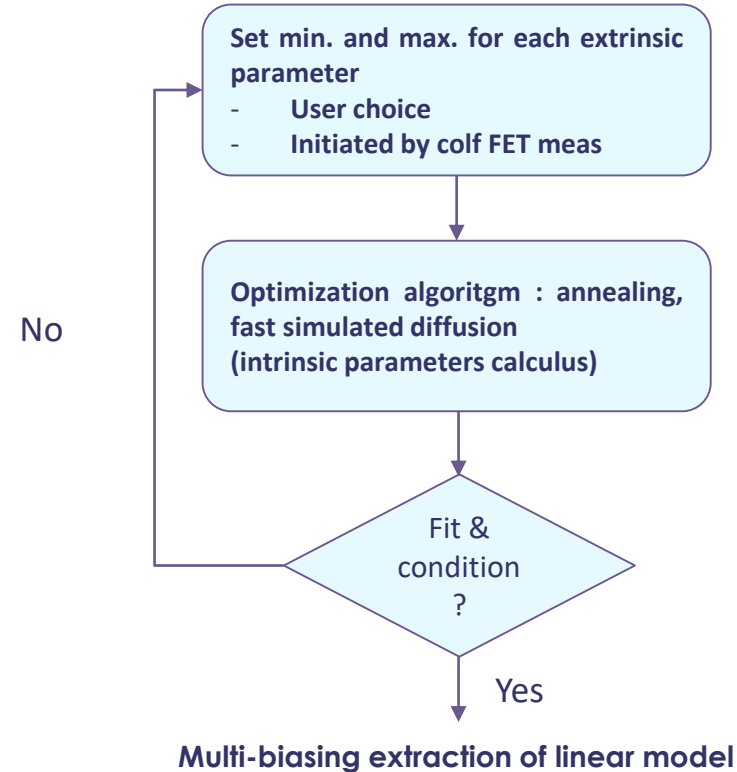 Set min. and max. for each extrinsic
parameter
- User choice
- Initiated by colf FET meas
Optimization algoritgm : annealing,
fast simulated diffusion
(intrinsic parameters calculus)
No
Fit &
condition
?
Yes
Multi-biasing extraction of linear model